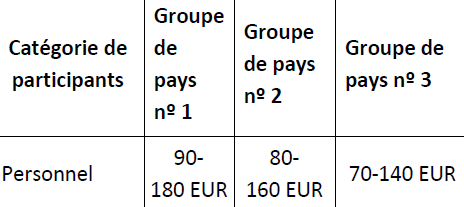 Catégorie de
participants
Groupe
de
pays
nº 1
Groupe
de pays
nº 2
Groupe de
pays nº 3
Personnel
90-
180 EUR
80-
160 EUR
70-140 EUR